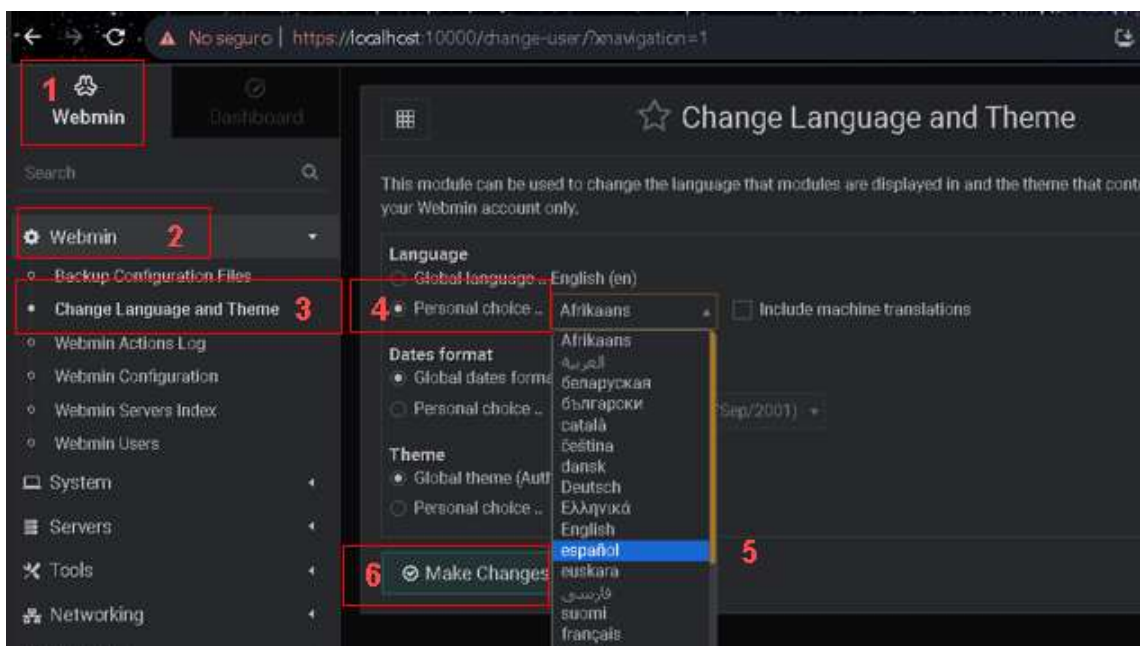 No seguro | https://localhost:10000/change-user/?xnavigation=1
1
Webmin
Dashboard
Search
Webmin 2
Backup Configuration Files
Change Language and Theme 3
Webmin Actions Log
Webmin Configuration
Webmin Servers Index
Webmin Users
System
Servers
Tools
Networking
Change Language and Theme
This module can be used to change the language that modules are displayed in and the theme that
your Webmin account only.
Language
Global language .. English (en)
4 Personal choice .. Afrikaans Include machine translations
Afrikaans
العربية
беларуская
български
català
čeština
dansk
Deutsch
Ελληνικά
English
español 5
euskara
فارسی
suomi
français
Dates format
Global dates
Personal choice .. Sep/2001)
Theme
Global theme
Personal choice ..
6 Make Changes